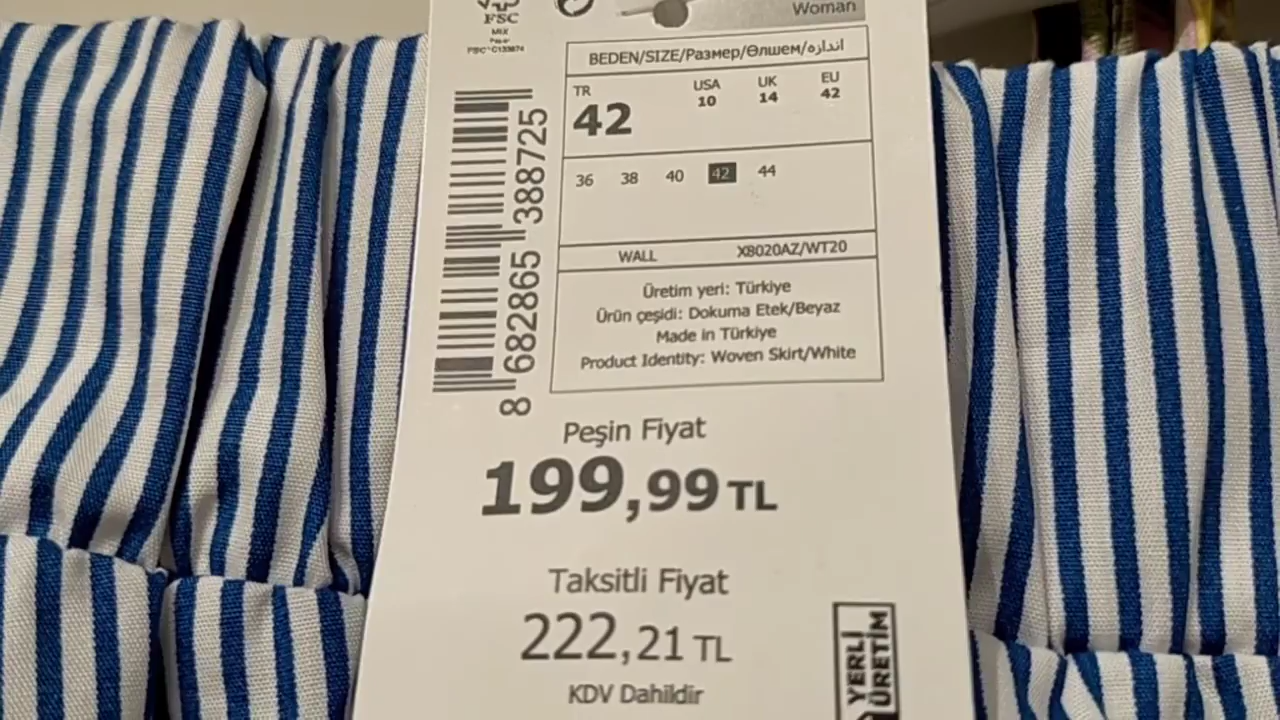 FSC
MIX
Woman
BEDEN/SIZE/Размер/Өлшем/اندازه
TR USA UK EU
42 10 14 42
36 38 40 42 44
WALL X8020AZ/WT20
Üretim yeri: Türkiye
Ürün çeşidi: Dokuma Etek/Beyaz
Made in Türkiye
Product Identity: Woven Skirt/White
8 682865 388725
Peşin Fiyat
199,99 TL
Taksitli Fiyat
222,21 TL
KDV Dahildir
YERLİ
ÜRETİM